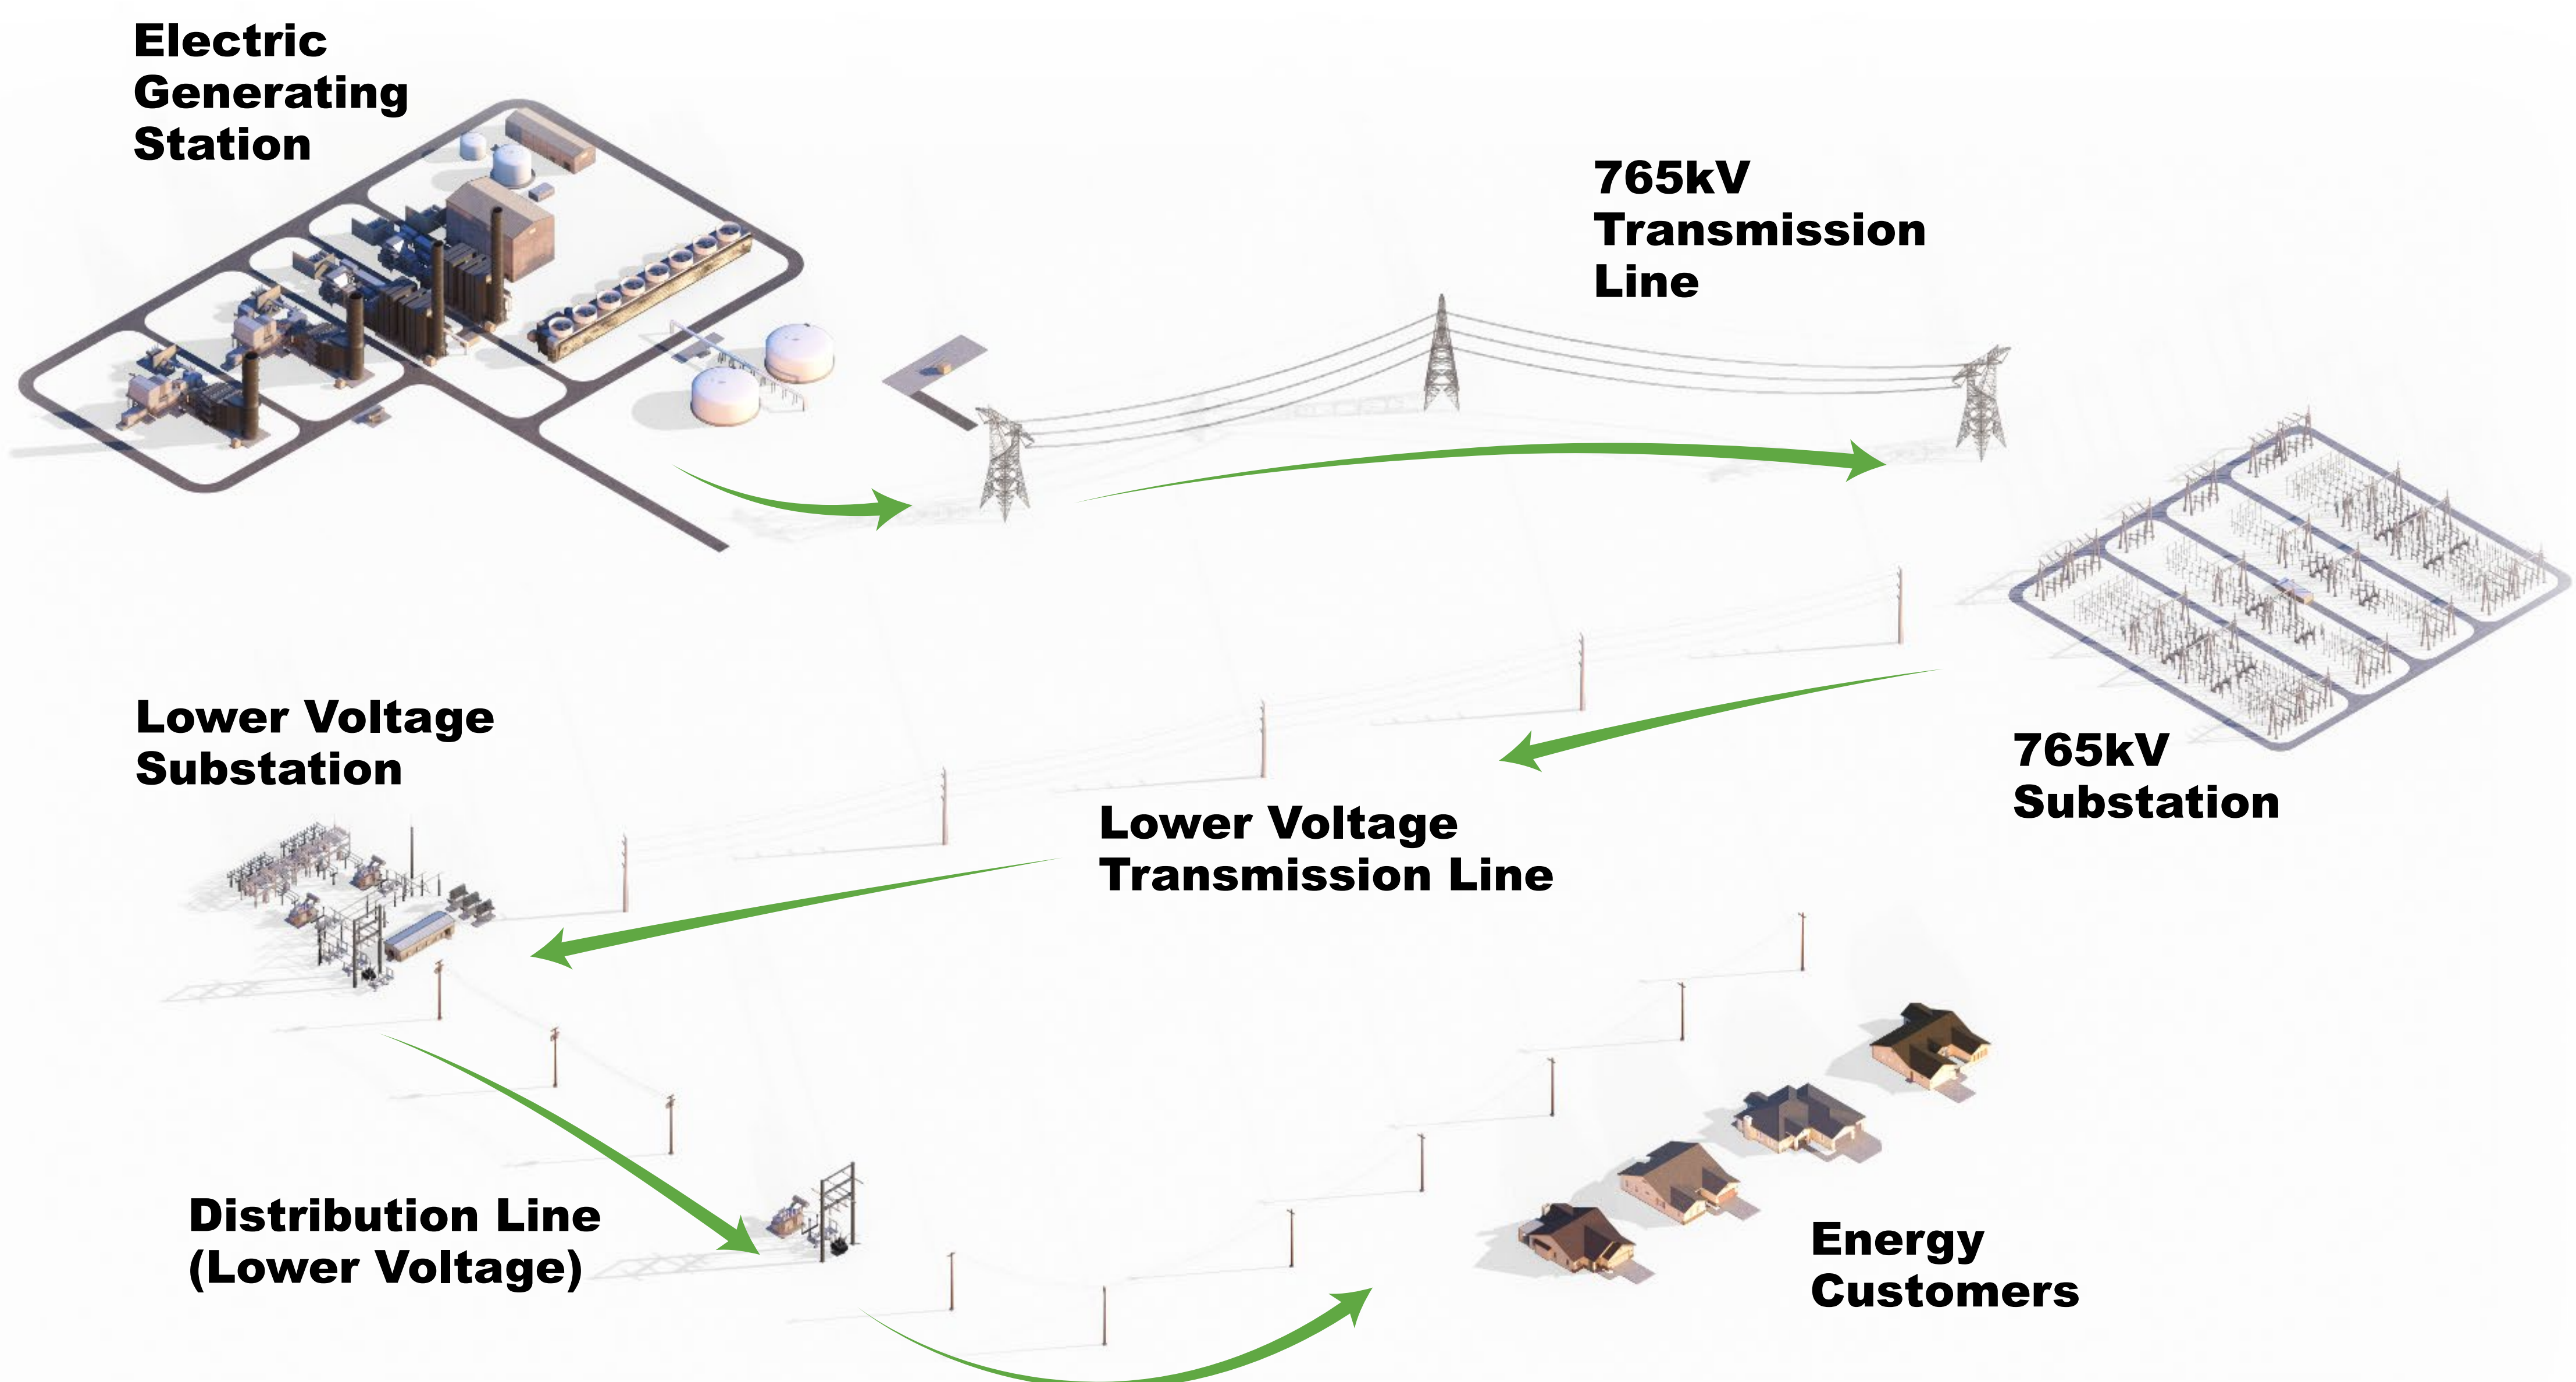 Electric
Generating
Station
765kV
Transmission
Line
Lower Voltage
Substation
765kV
Substation
Lower Voltage
Transmission Line
Distribution Line
(Lower Voltage)
Energy
Customers